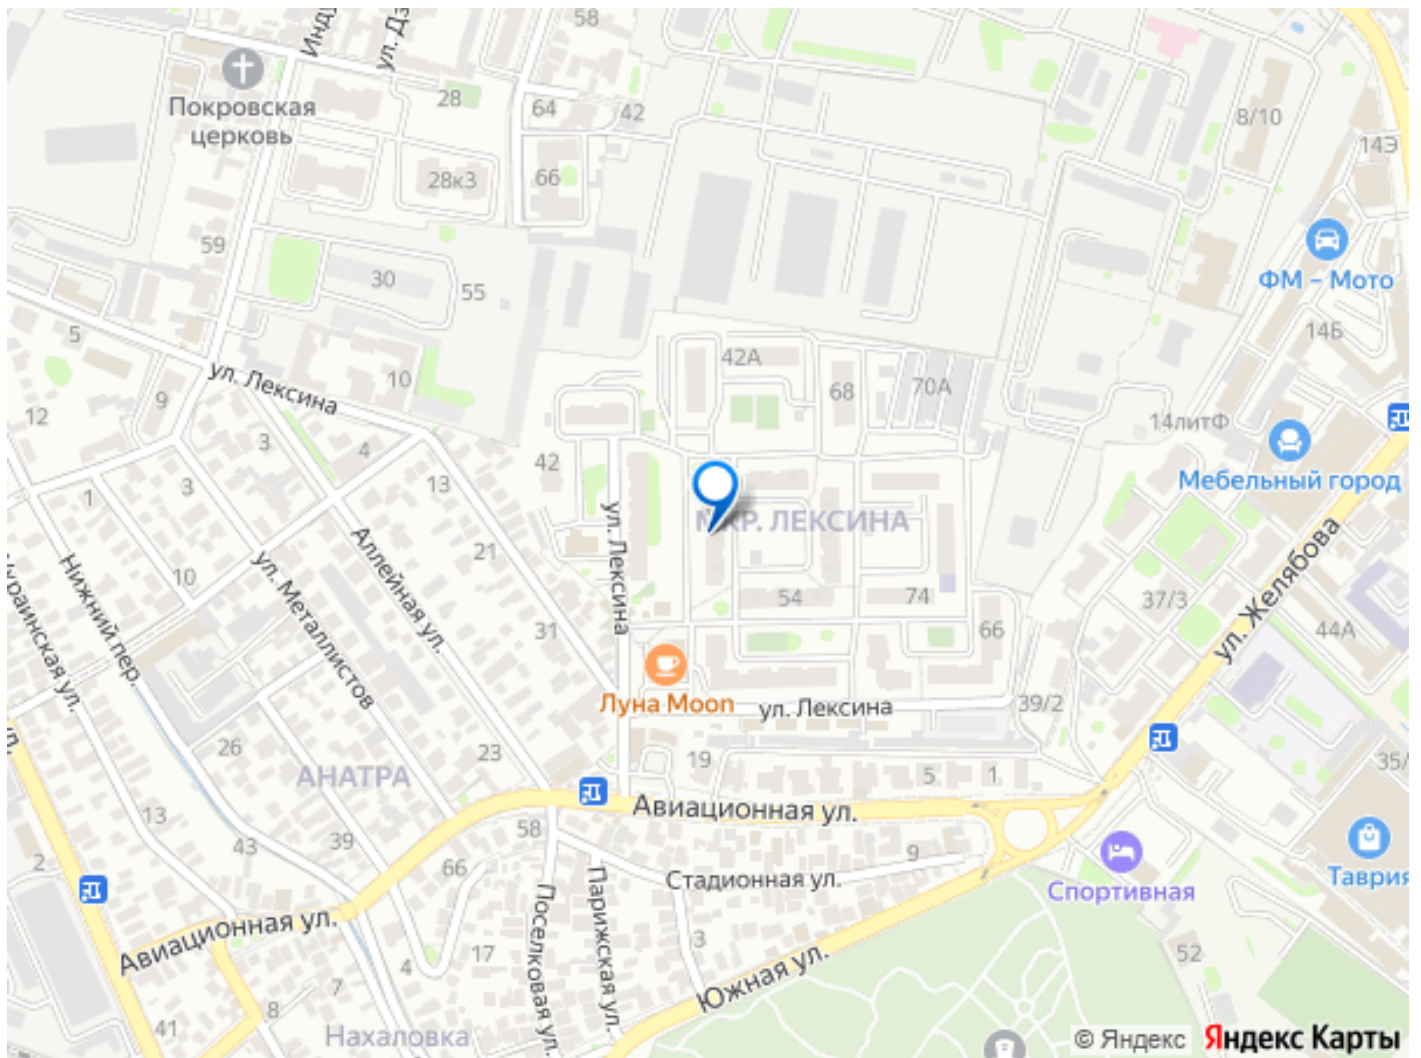 Инду
ул. Дз
58
Покровская
церковь
28
64
42
8/10
14Э
28к3
66
59
30
55
ФМ – Мото
14Б
5
ул. Лексина
10
42А
68
70А
12
9
3
4
14литФ
42
13
Мебельный город
1
3
ул. Лексина
МКР. ЛЕКСИНА
Аллейная ул.
21
10
ул. Металлистов
Нижний пер.
краинская ул.
54
74
37/3
ул. Желябова
44А
31
66
Луна Moon
ул. Лексина
39/2
26
23
19
5
1
35/
АНАТРА
Авиационная ул.
13
43
39
58
66
9
2
Стадионная ул.
Спортивная
Таврия
Поселковая ул.
Парижская ул.
Авиационная ул.
17
4
3
52
7
8
Южная ул.
41
Нахаловка
© Яндекс Яндекс Карты